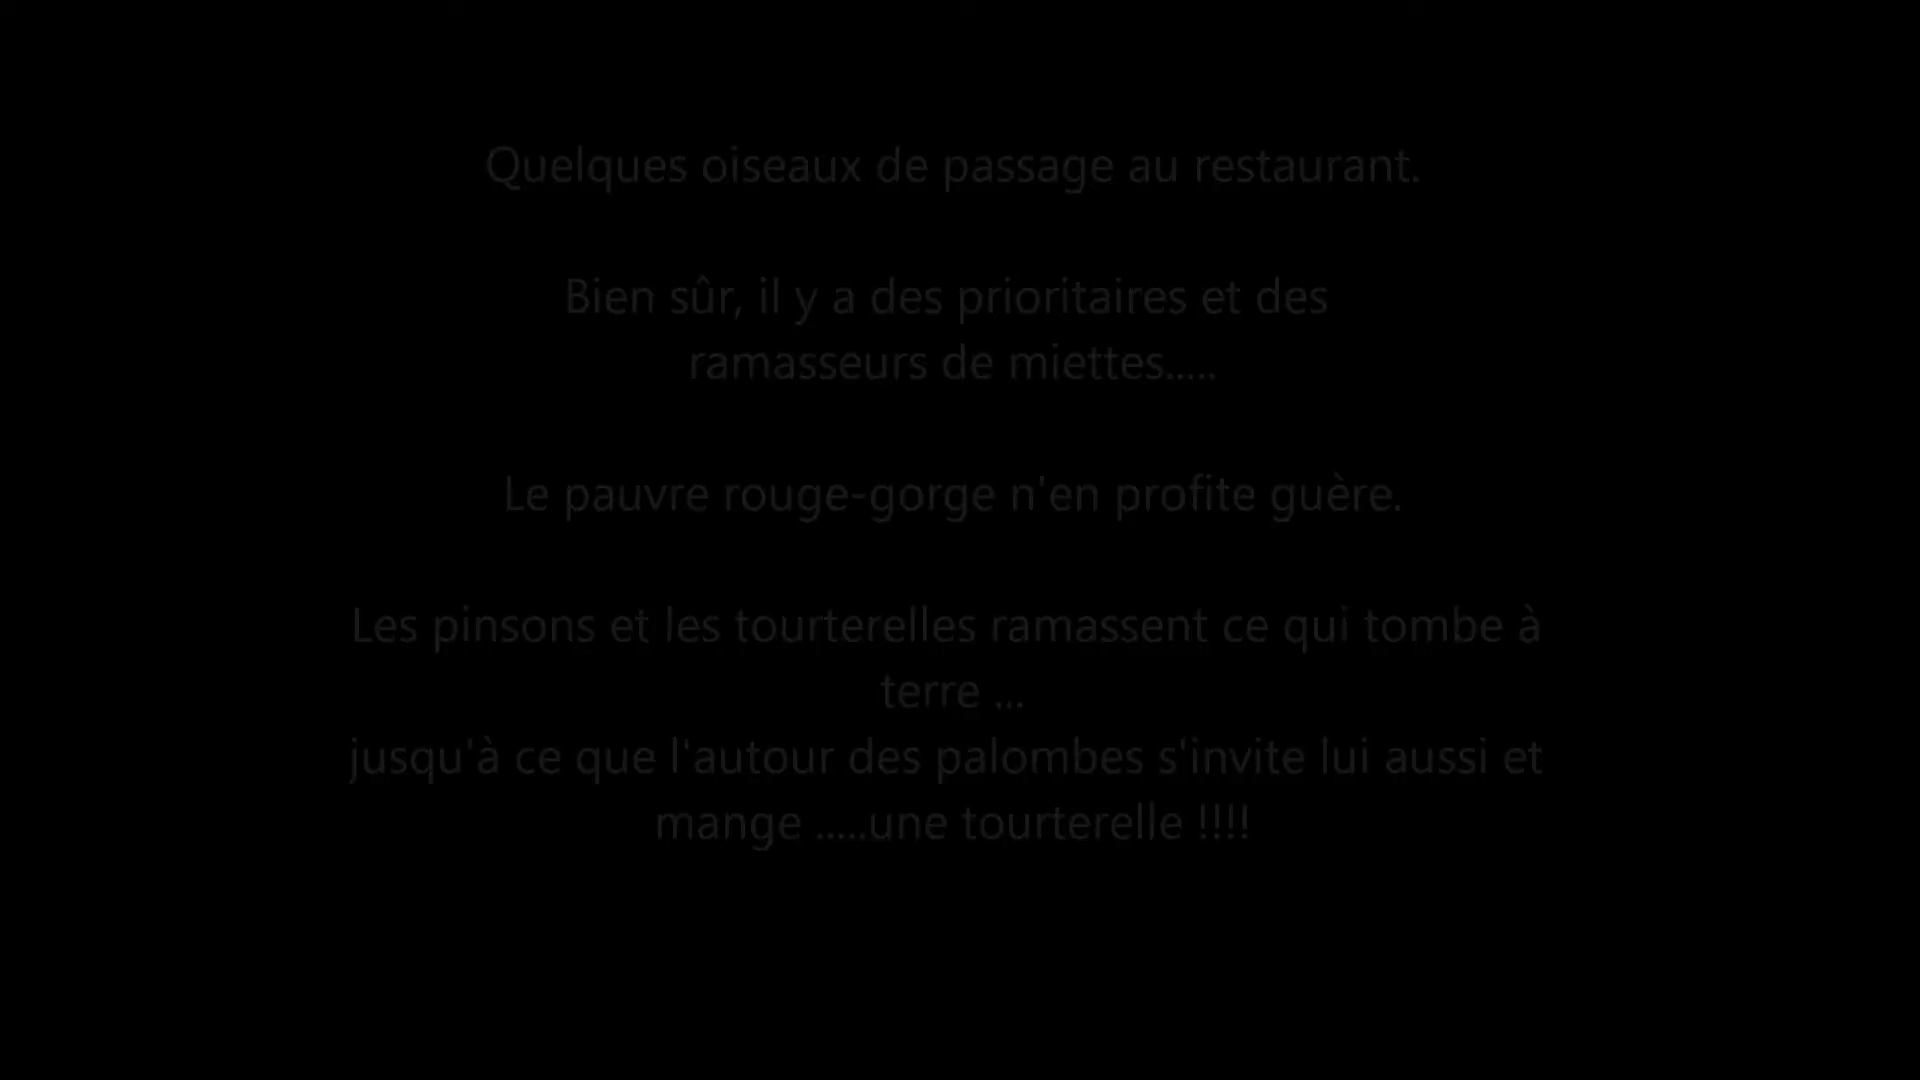 Quelques oiseaux de passage au restaurant.
Bien sûr, il y a des prioritaires et des
ramasseurs de miettes.....
Le pauvre rouge-gorge n'en profite guère.
Les pinsons et les tourterelles ramassent ce qui tombe à
terre ...
jusqu'à ce que l'autour des palombes s'invite lui aussi et
mange .....une tourterelle !!!!